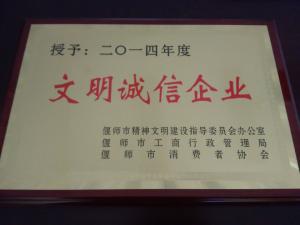 授予：二〇一四年度
文明诚信企业
偃师市精神文明建设指导委员会办公室
偃师市工商行政管理局
偃师市消费者协会